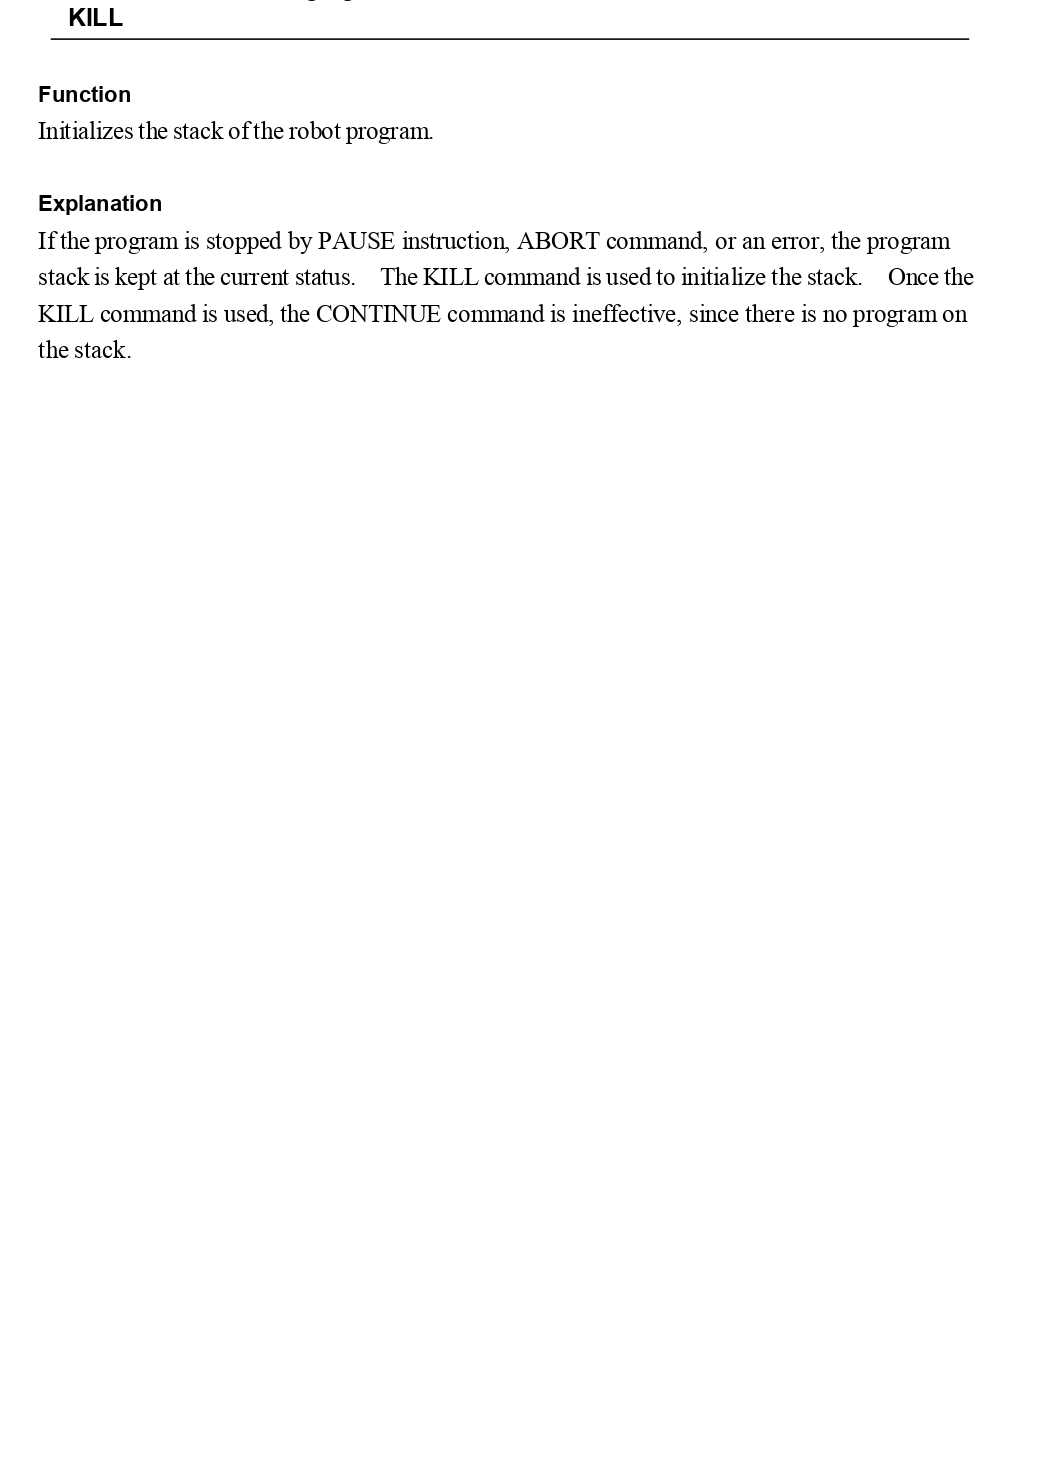 KILL
Function
Initializes the stack of the robot program.
Explanation
If the program is stopped by PAUSE instruction, ABORT command, or an error, the program
stack is kept at the current status. The KILL command is used to initialize the stack. Once the
KILL command is used, the CONTINUE command is ineffective, since there is no program on
the stack.